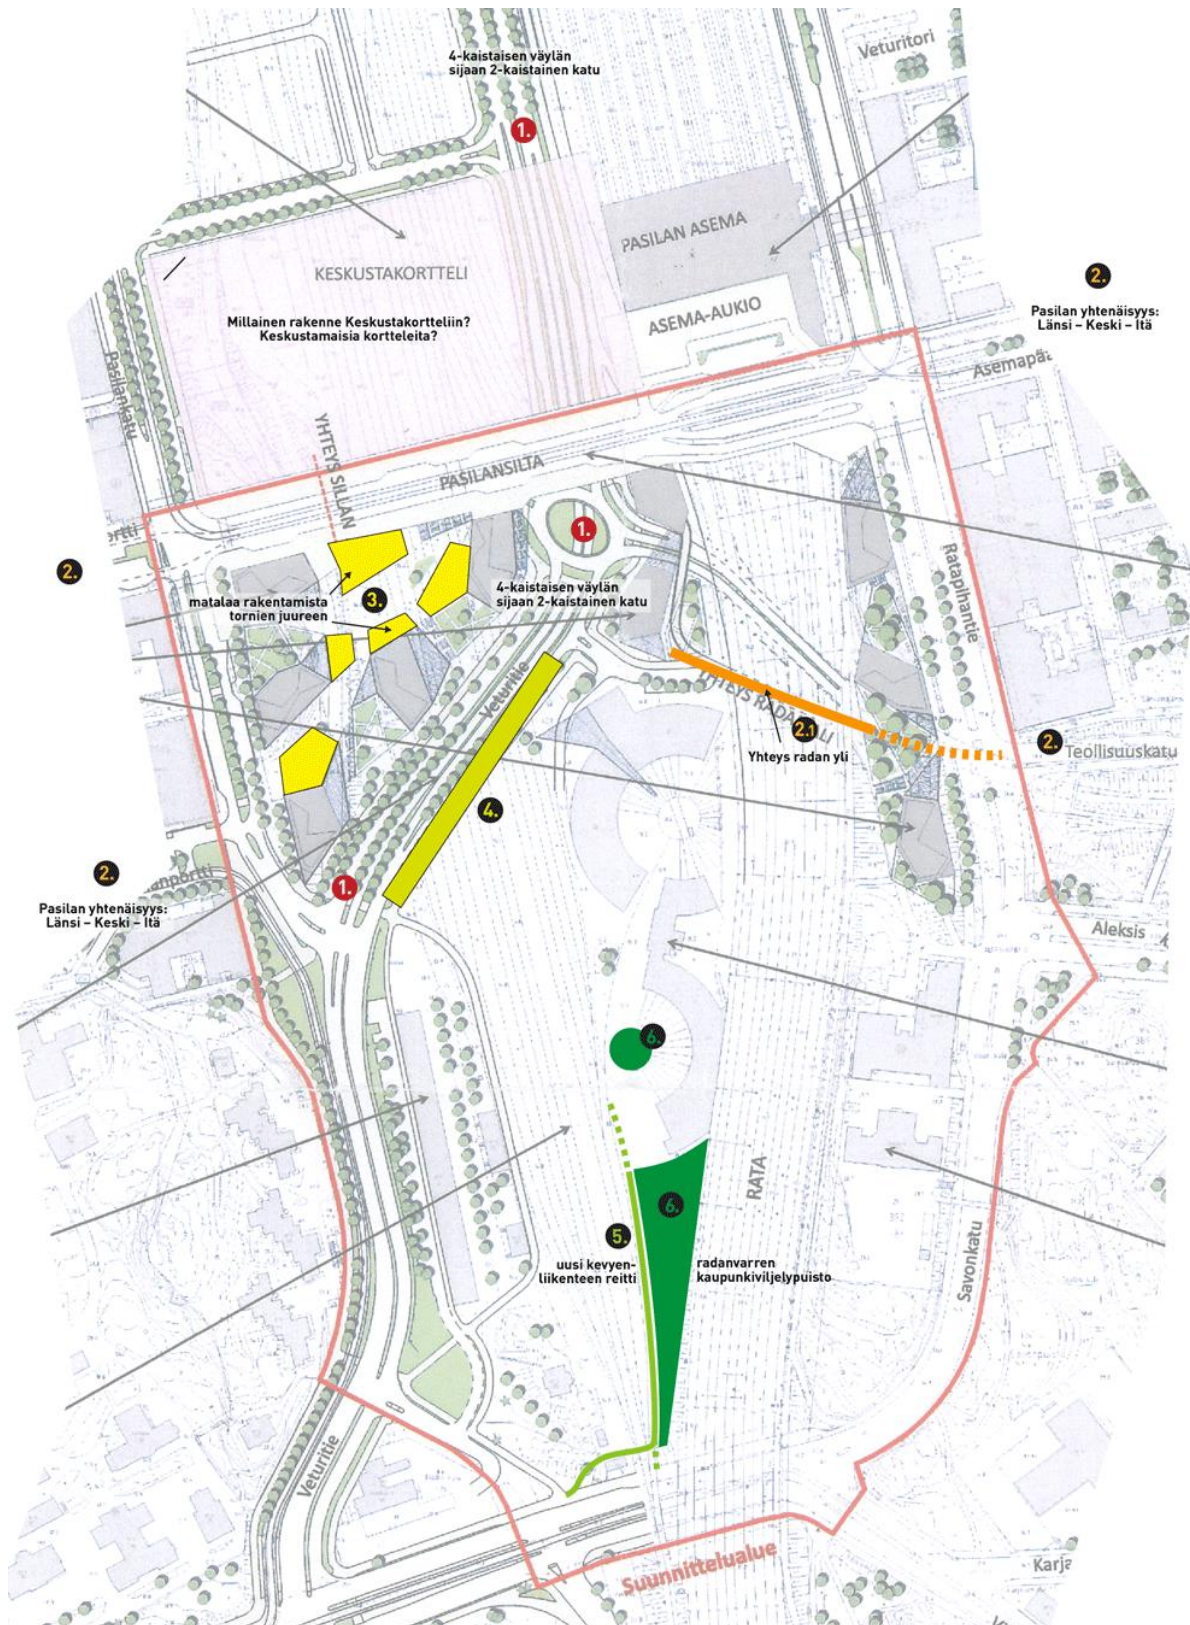 Veturitori
4-kaistaisen väylän
sijaan 2-kaistainen katu
1.
PASILAN ASEMA
KESKUSTAKORTTELI
2.
Pasilan yhtenäisyys:
Länsi – Keski – Itä
ASEMA-AUKIO
Millainen rakenne Keskustakortteliin?
Keskustamaisia kortteleita?
Asemapää
Pasilankatu
YHTEYS SILLAN
PASILANSILTA
1.
ortti
2.
Ratapihantie
4-kaistaisen väylän
sijaan 2-kaistainen katu
matalaa rakentamista
tornien juureen
3.
Veturitie
YHTEYS RADAN YLI
2.1
Yhteys radan yli
2.
Teollisuuskatu
4.
2.
anportti
1.
Pasilan yhtenäisyys:
Länsi – Keski – Itä
Aleksis
6.
RATA
6.
5.
uusi kevyen-
liikenteen reitti
radanvarren
kaupunkiviljelypuisto
Savonkatu
Veturitie
Suunnittelualue
Karja